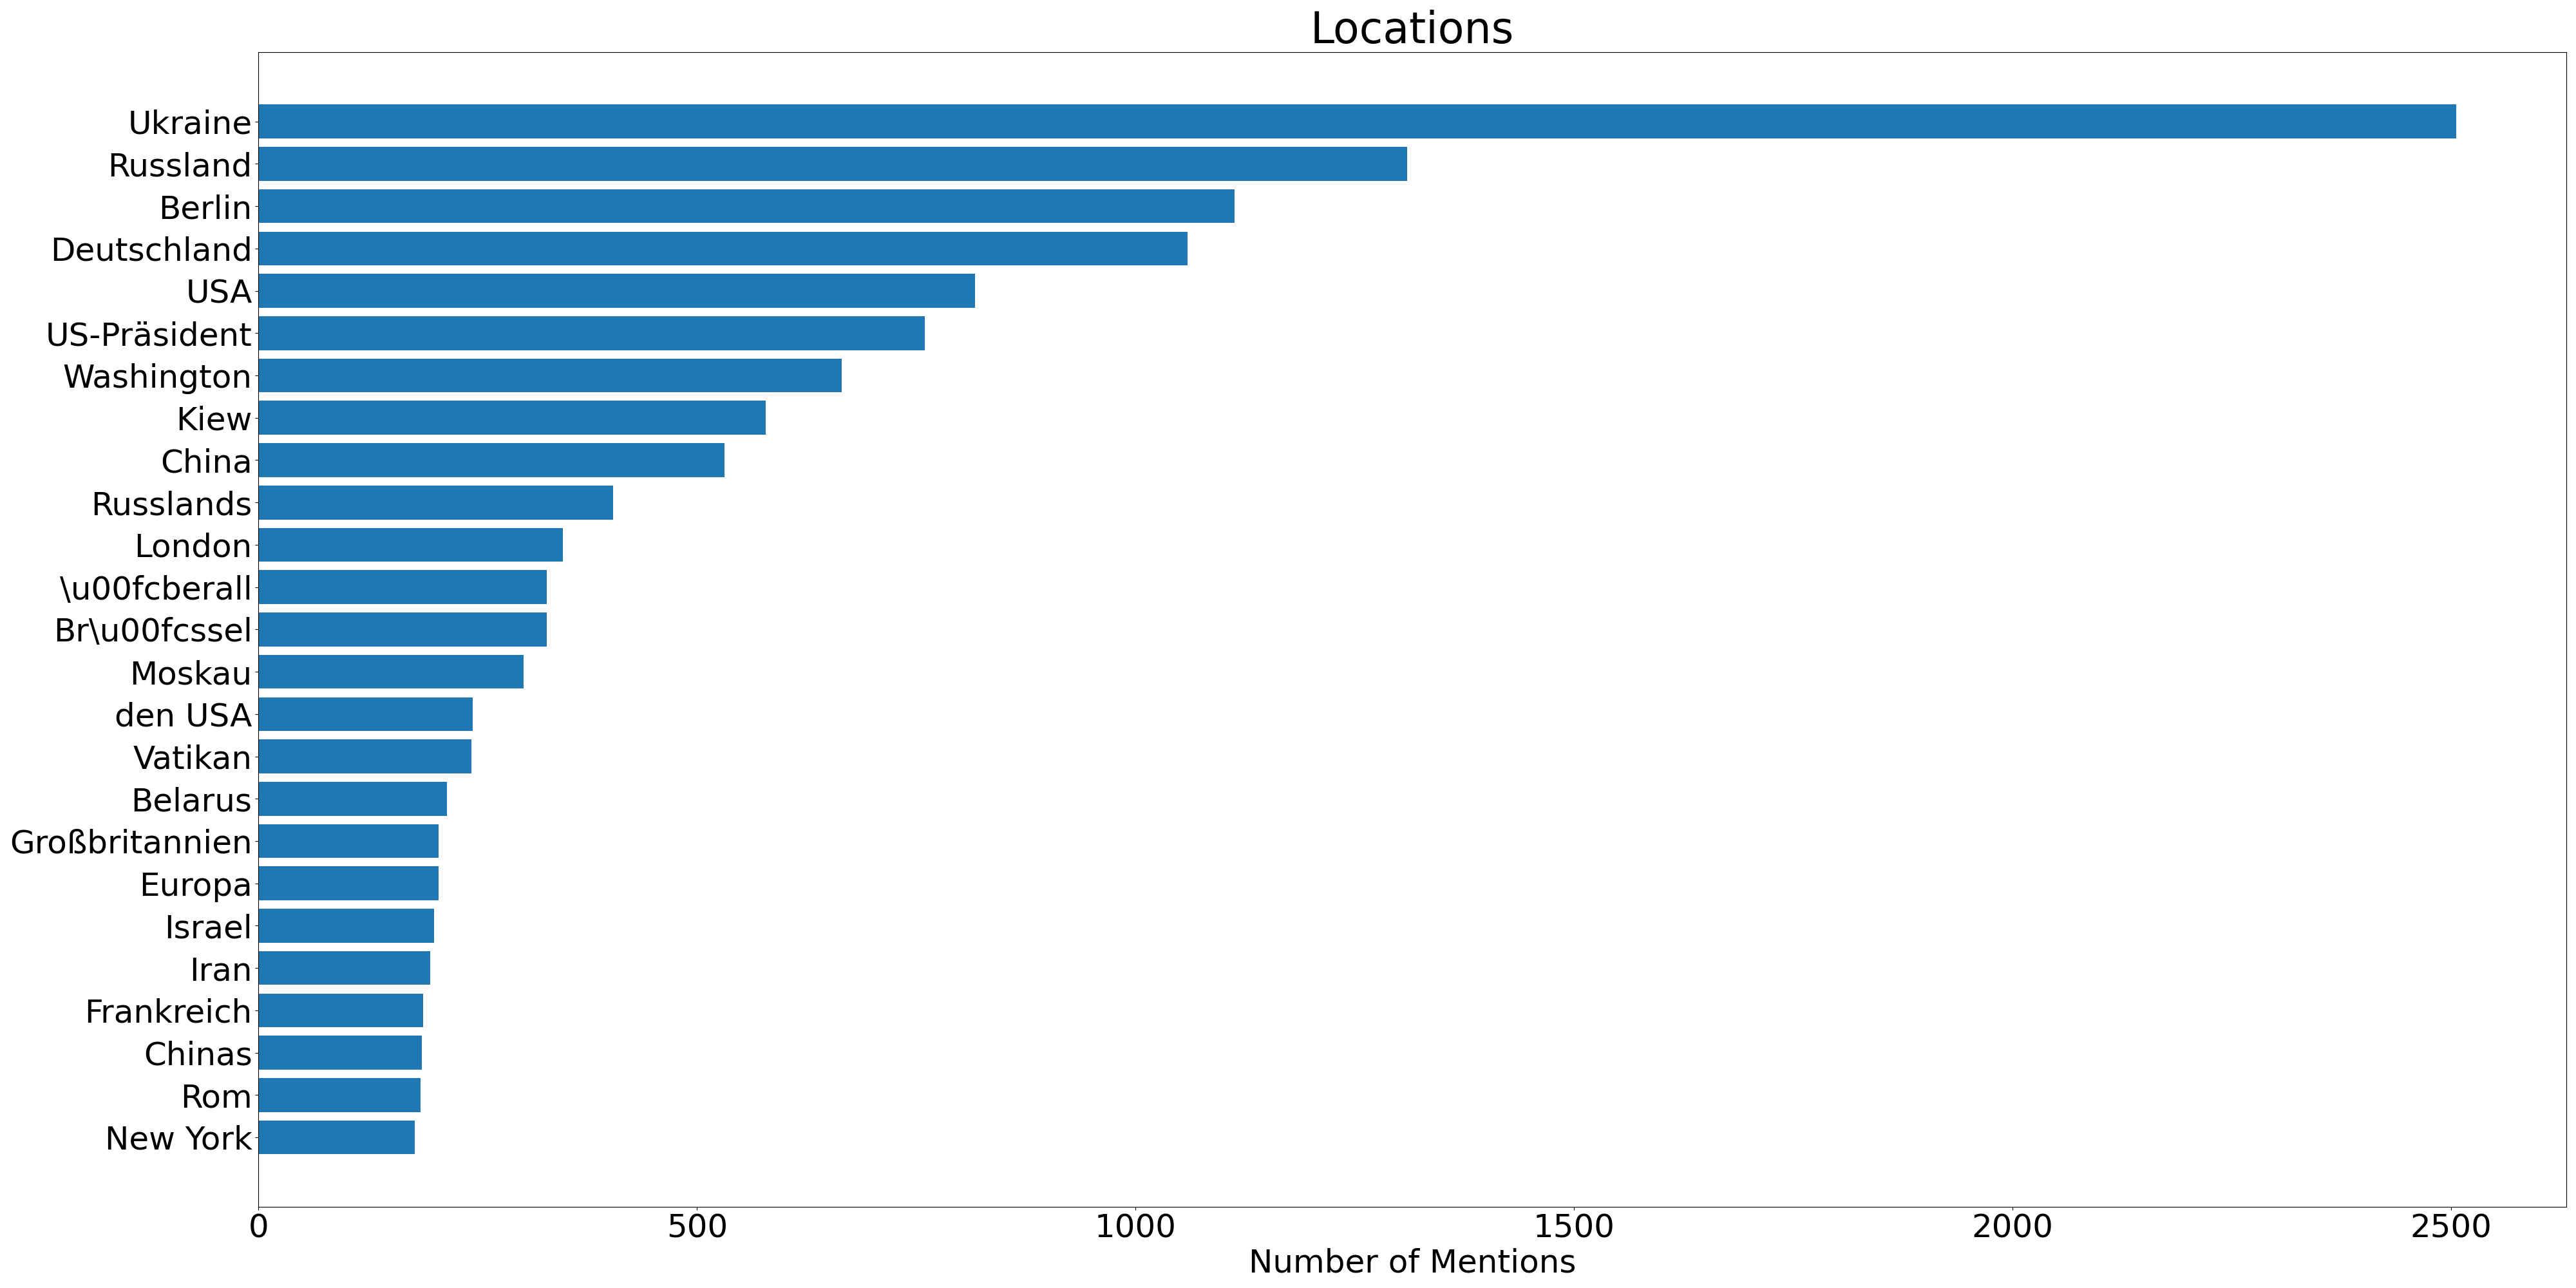 Locations
Ukraine
Russland
Berlin
Deutschland
USA
US-Präsident
Washington
Kiew
China
Russlands
London
\u00fcberall
Br\u00fcssel
Moskau
den USA
Vatikan
Belarus
Großbritannien
Europa
Israel
Iran
Frankreich
Chinas
Rom
New York
0 500 1000 1500 2000 2500
Number of Mentions